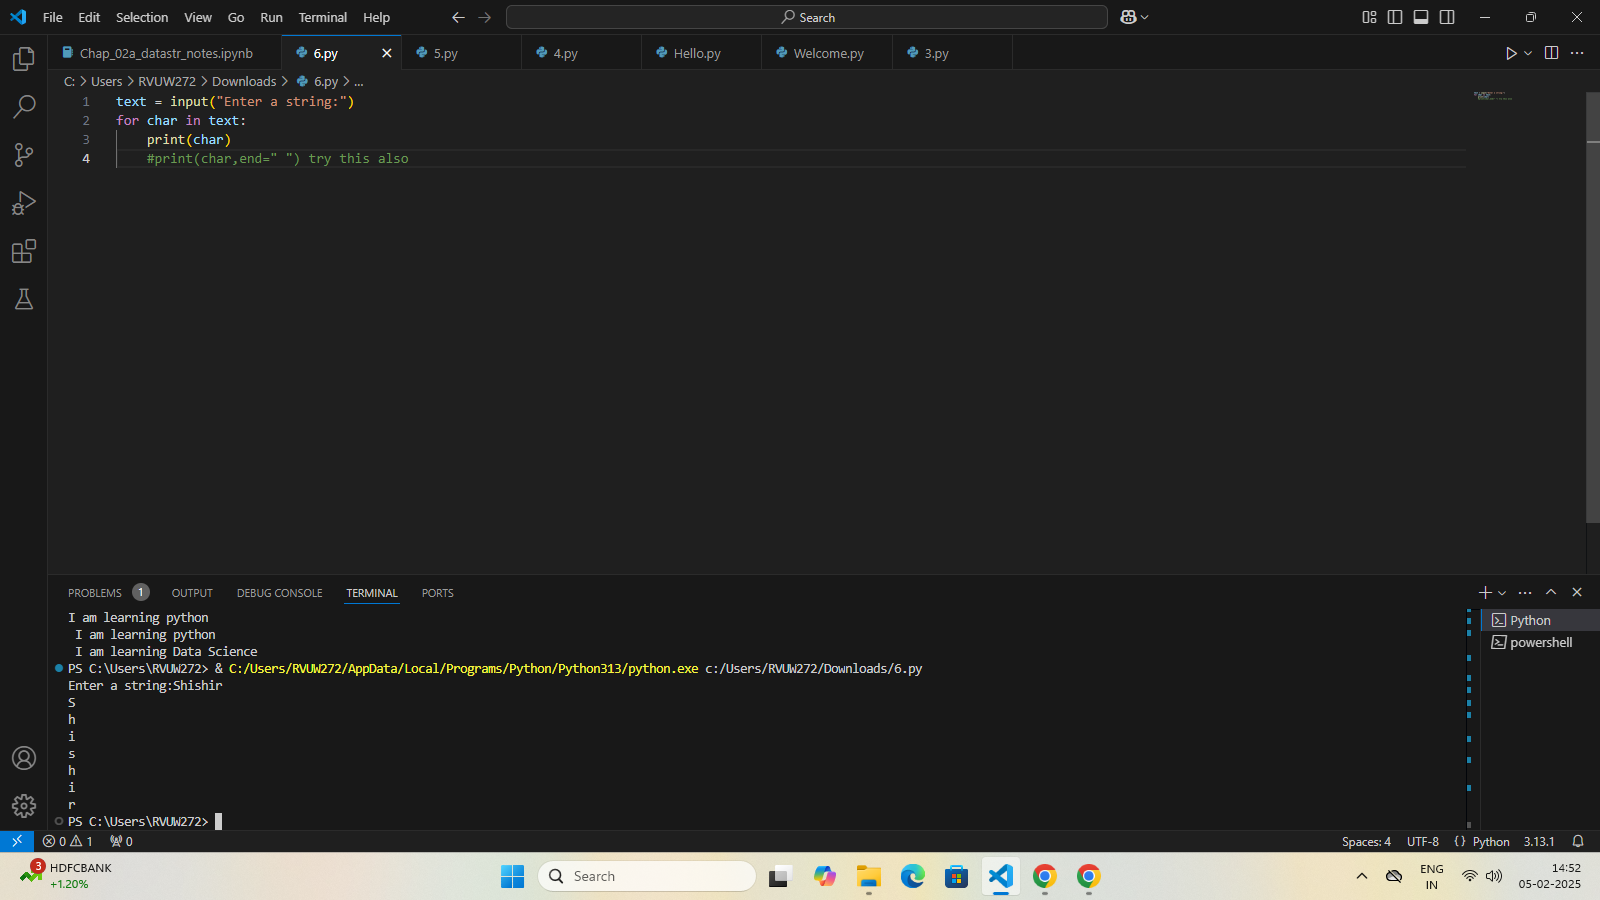 File Edit Selection View Go Run Terminal Help
Search
Chap_02a_datastr_notes.ipynb 6.py 5.py 4.py Hello.py Welcome.py 3.py
C: > Users > RVUW272 > Downloads > 6.py > ...
1 text = input("Enter a string:")
2 for char in text:
3 print(char)
4 #print(char,end=" ") try this also
PROBLEMS 1 OUTPUT DEBUG CONSOLE TERMINAL PORTS
I am learning python
I am learning python
I am learning Data Science
PS C:\Users\RVUW272> & C:/Users/RVUW272/AppData/Local/Programs/Python/Python313/python.exe c:/Users/RVUW272/Downloads/6.py
Enter a string:Shishir
S
h
i
s
h
i
r
PS C:\Users\RVUW272>
Python
powershell
0 1 0 Spaces: 4 UTF-8 {} Python 3.13.1
3 HDFCBANK
+1.20%
Search
ENG
IN
14:52
05-02-2025